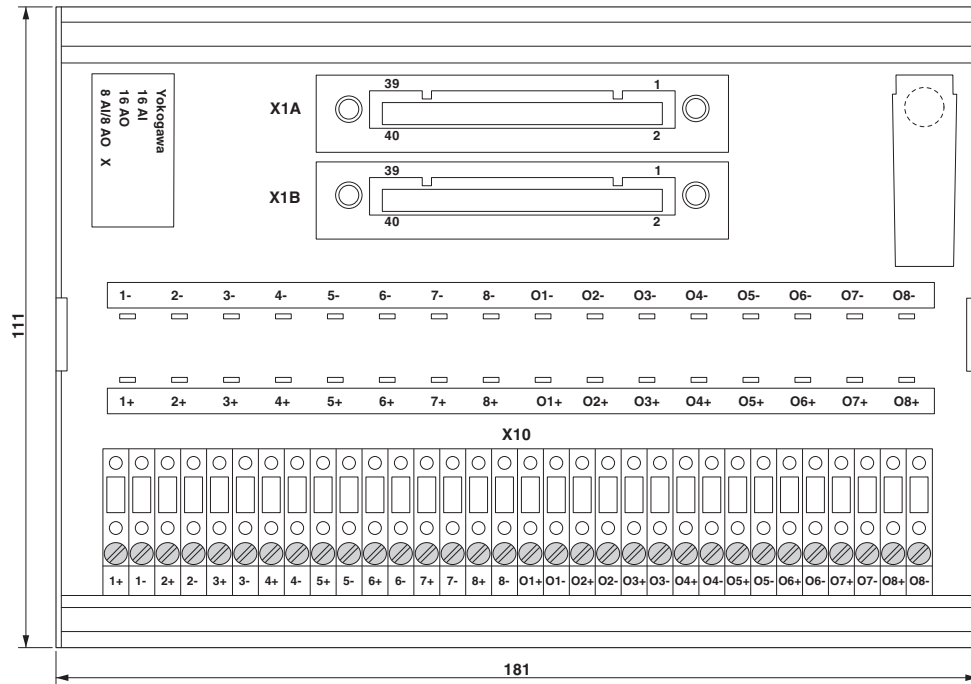 Yokogawa
16 AI
16 AO
8 AI/8 AO X
39 1
X1A
40 2
39 1
X1B
40 2
1- 2- 3- 4- 5- 6- 7- 8- O1- O2- O3- O4- O5- O6- O7- O8-
111
1+ 2+ 3+ 4+ 5+ 6+ 7+ 8+ O1+ O2+ O3+ O4+ O5+ O6+ O7+ O8+
X10
1+ 1- 2+ 2- 3+ 3- 4+ 4- 5+ 5- 6+ 6- 7+ 7- 8+ 8- O1+ O1- O2+ O2- O3+ O3- O4+ O4- O5+ O5- O6+ O6- O7+ O7- O8+ O8-
181